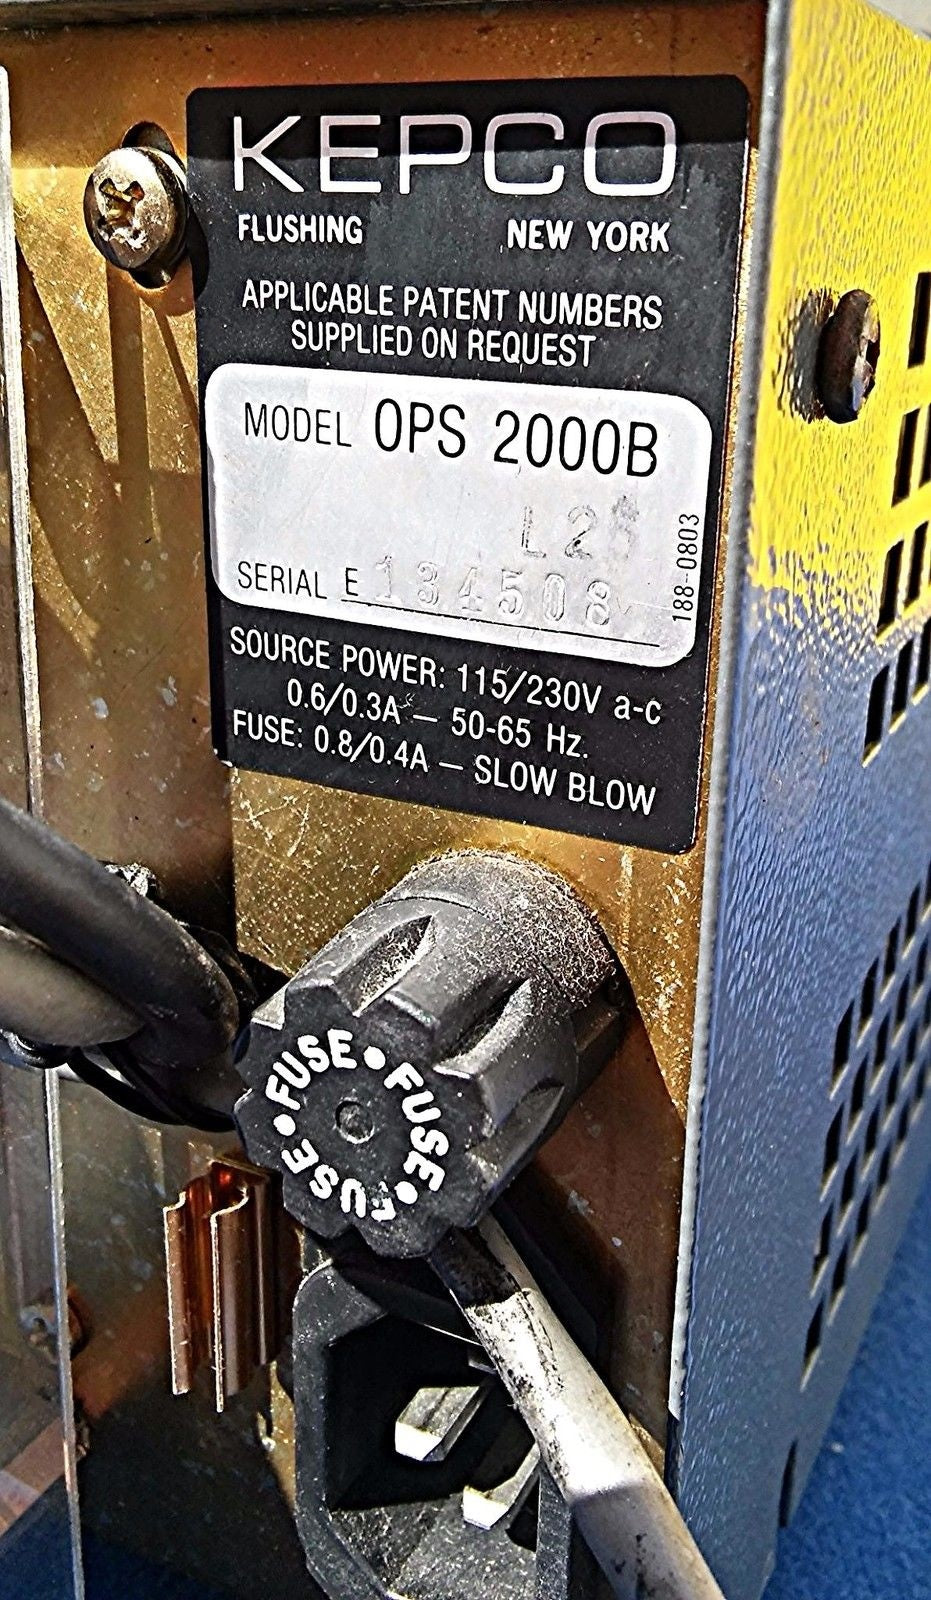 KEPCO
FLUSHING NEW YORK
APPLICABLE PATENT NUMBERS
SUPPLIED ON REQUEST
MODEL OPS 2000B
SERIAL E 134508
188-0803
SOURCE POWER: 115/230V a-c
0.6/0.3A — 50-65 Hz.
FUSE: 0.8/0.4A — SLOW BLOW
FUSE • FUSE • FUSE • FUSE •